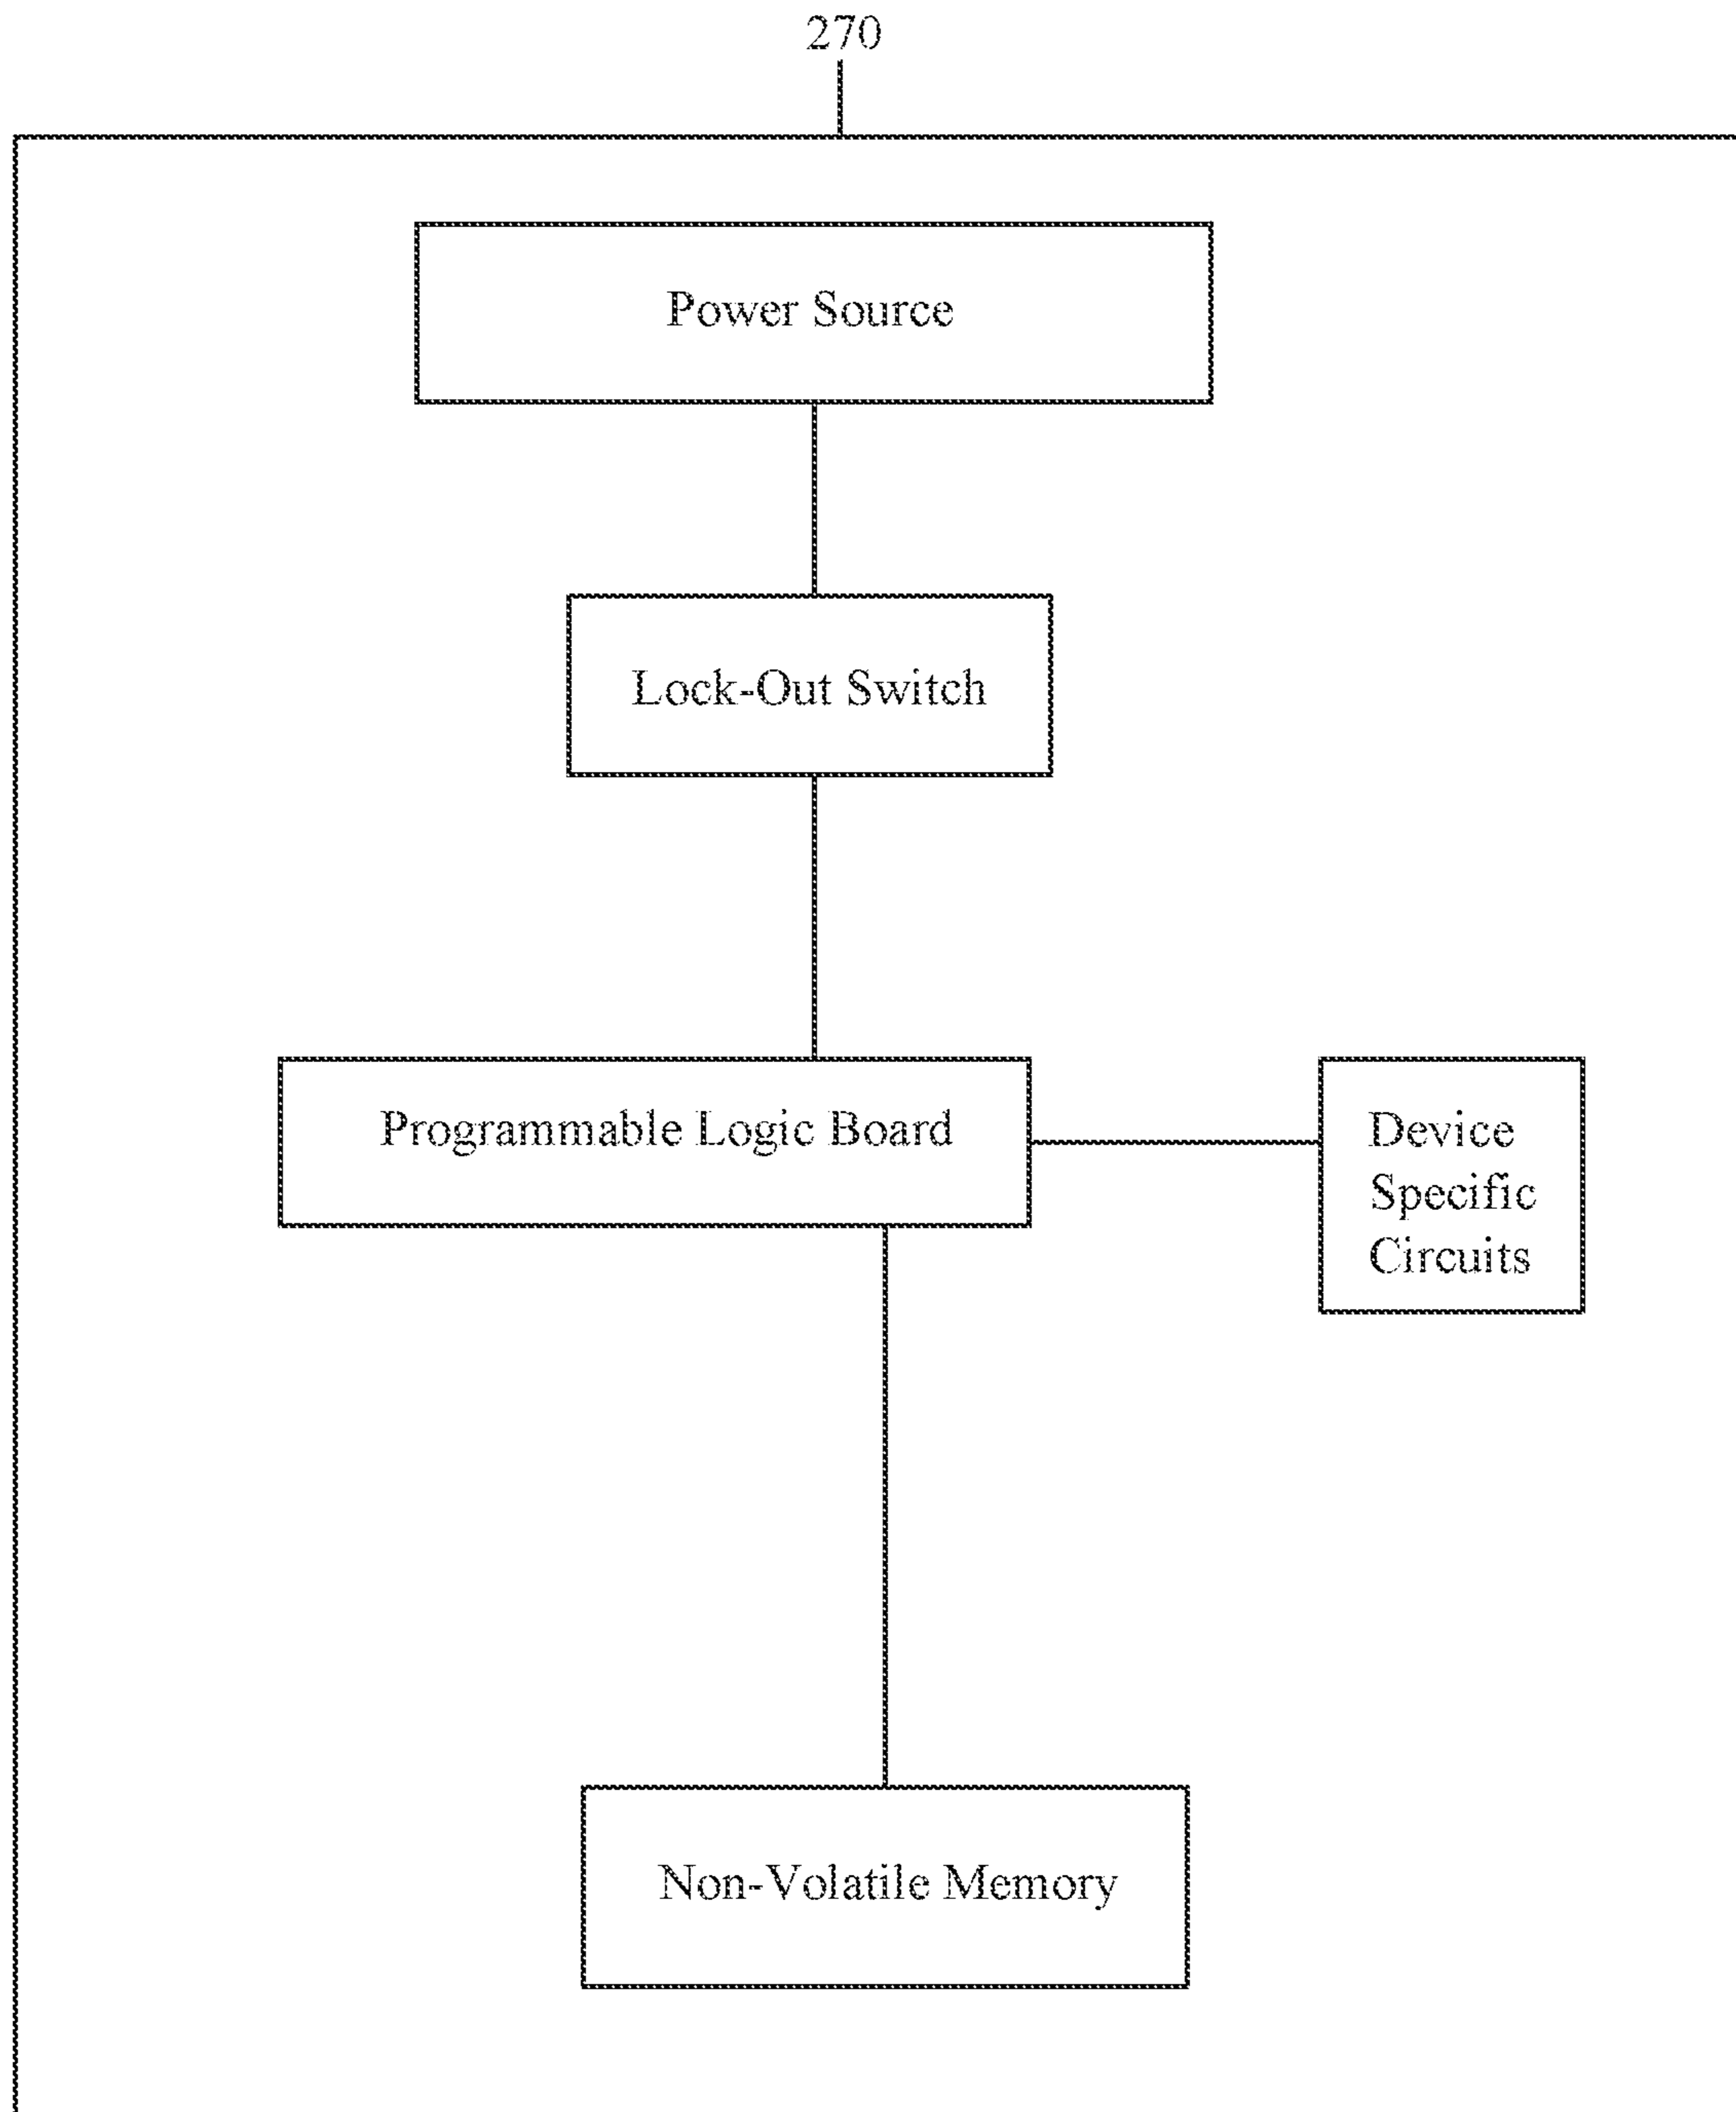 270
Power Source
Lock-Out Switch
Programmable Logic Board
Device
Specific
Circuits
Non-Volatile Memory